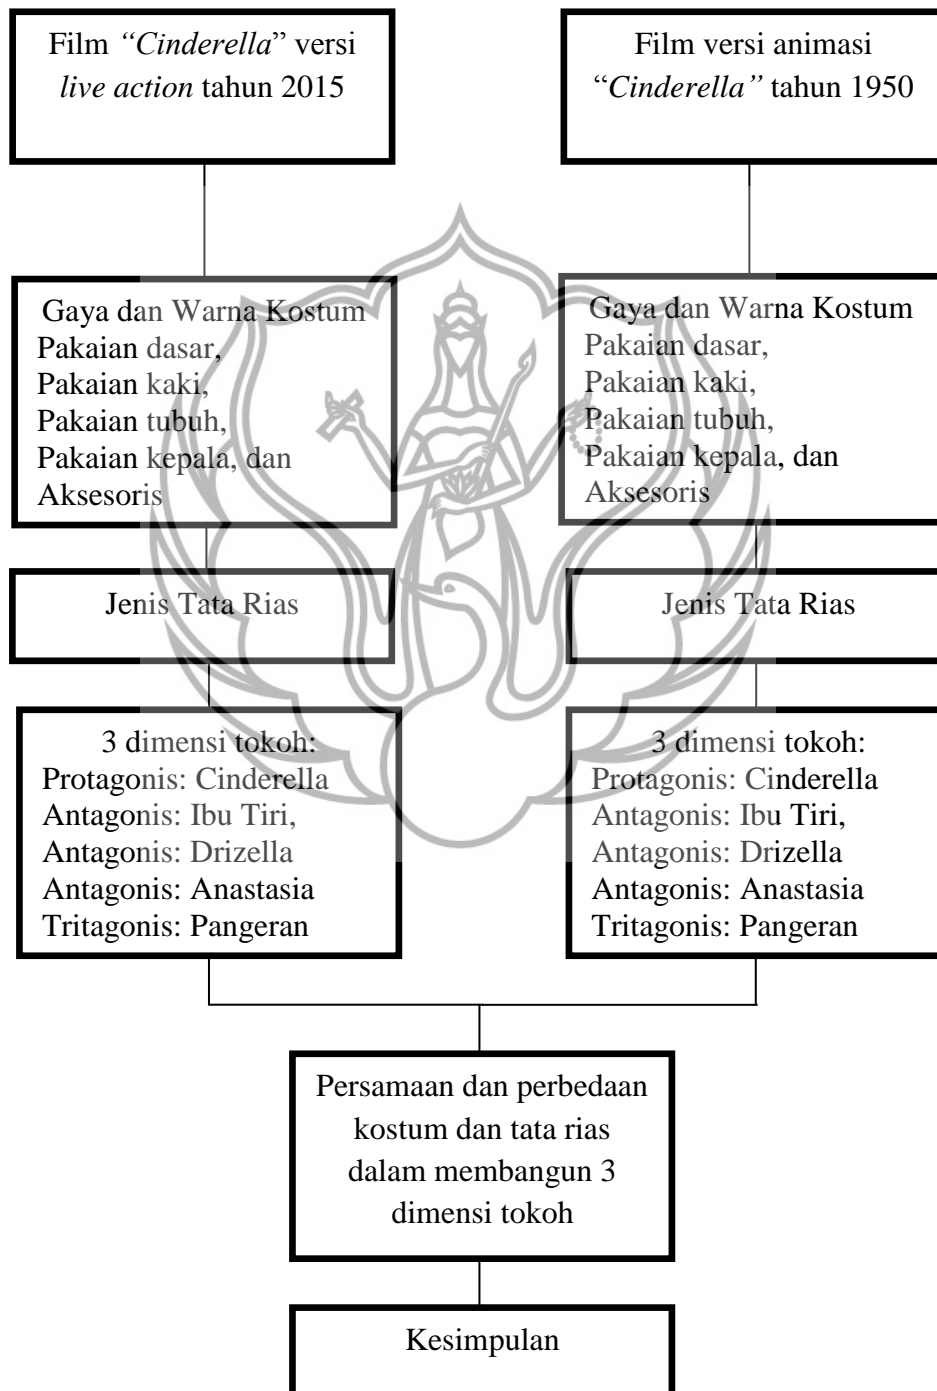 Film “Cinderella” versi
live action tahun 2015
Film versi animasi
“Cinderella” tahun 1950
Gaya dan Warna Kostum
Pakaian dasar,
Pakaian kaki,
Pakaian tubuh,
Pakaian kepala, dan
Aksesoris
Gaya dan Warna Kostum
Pakaian dasar,
Pakaian kaki,
Pakaian tubuh,
Pakaian kepala, dan
Aksesoris
Jenis Tata Rias
Jenis Tata Rias
3 dimensi tokoh:
Protagonis: Cinderella
Antagonis: Ibu Tiri,
Antagonis: Drizella
Antagonis: Anastasia
Tritagonis: Pangeran
3 dimensi tokoh:
Protagonis: Cinderella
Antagonis: Ibu Tiri,
Antagonis: Drizella
Antagonis: Anastasia
Tritagonis: Pangeran
Persamaan dan perbedaan
kostum dan tata rias
dalam membangun 3
dimensi tokoh
Kesimpulan